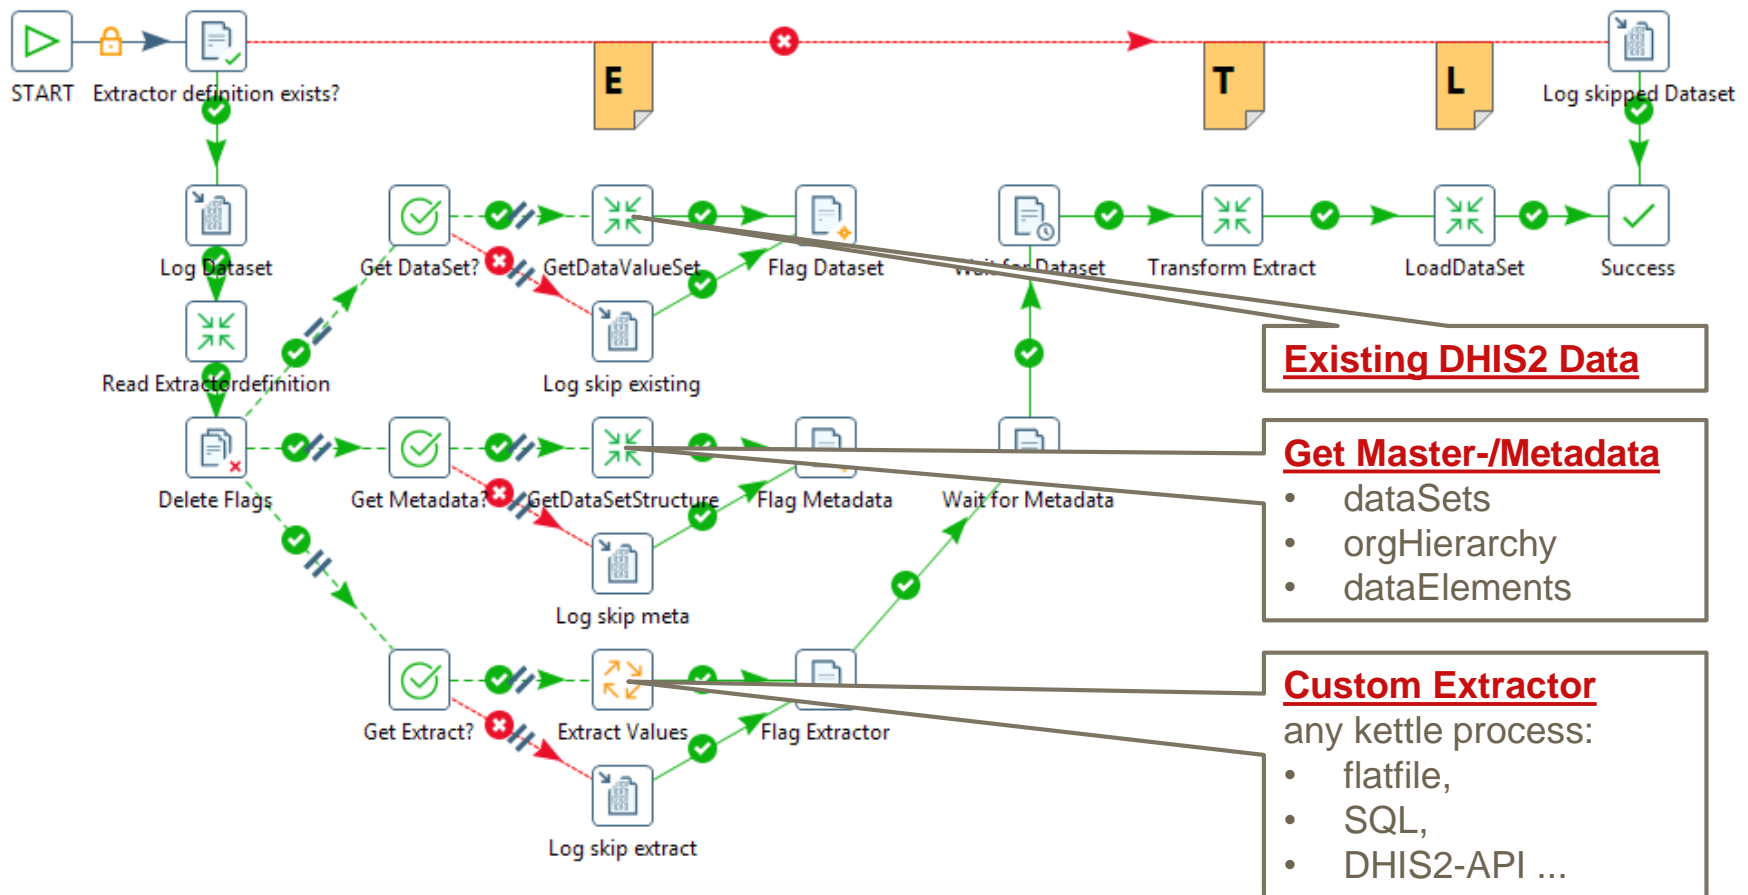 E
T
L
START
Extractor definition exists?
Log skipped Dataset
Log Dataset
Get DataSet?
GetDataValueSet
Flag Dataset
Wait for Dataset
Transform Extract
LoadDataSet
Success
Existing DHIS2 Data
Read Extractordefinition
Log skip existing
Get Master-/Metadata
• dataSets
• orgHierarchy
• dataElements
Delete Flags
Get Metadata?
GetDataSetStructure
Flag Metadata
Wait for Metadata
Log skip meta
Custom Extractor
any kettle process:
• flatfile,
• SQL,
• DHIS2-API ...
Get Extract?
Extract Values
Flag Extractor
Log skip extract